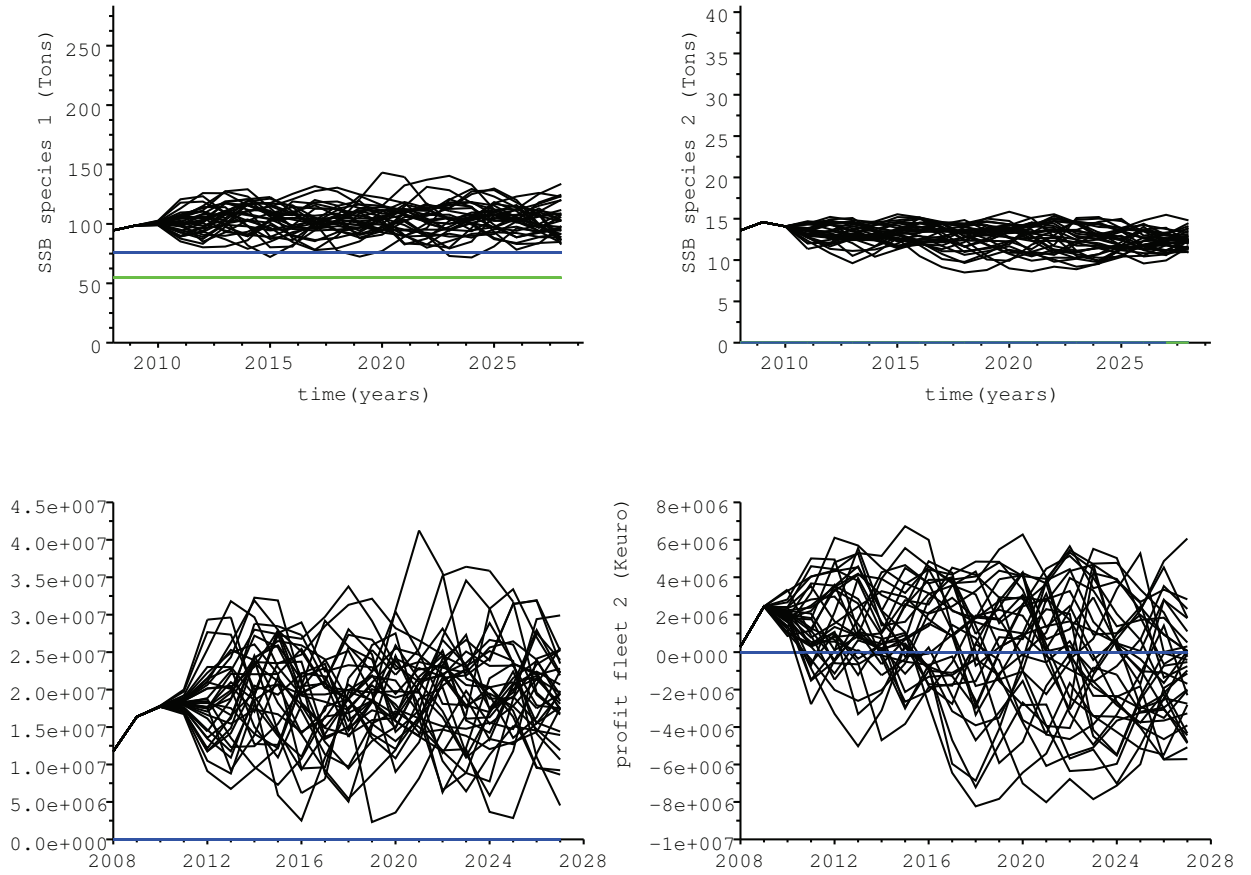 SSB species 1 (Tons)
250
200
150
100
50
0
2010 2015 2020 2025
time(years)
SSB species 2 (Tons)
40
35
30
25
20
15
10
5
0
2010 2015 2020 2025
time(years)
4.5e+007
4.0e+007
3.5e+007
3.0e+007
2.5e+007
2.0e+007
1.5e+007
1.0e+007
5.0e+006
0.0e+000
2008 2012 2016 2020 2024 2028
profit fleet 2 (Keuro)
8e+006
6e+006
4e+006
2e+006
0e+000
-2e+006
-4e+006
-6e+006
-8e+006
-1e+007
2008 2012 2016 2020 2024 2028